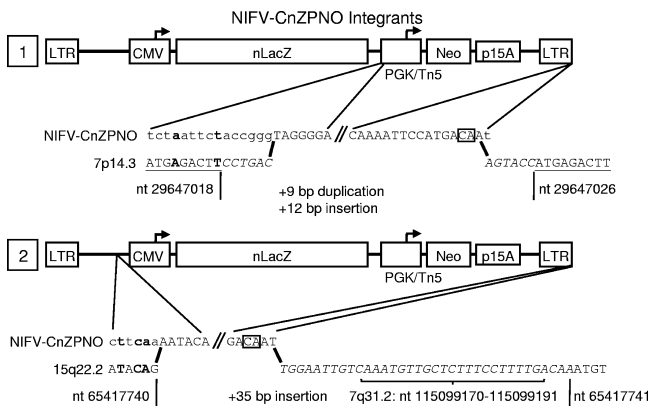 NIFV-CnZPNO Integrants
1 LTR CMV nLacZ Neo p15A LTR
PGK/Tn5
NIFV-CnZPNO tctaattctaccgggTAGGGGA // CAAAATTCCATGACAAt
7p14.3 ATGAGACTTCCTGAC AGTACCATGAGACTT
nt 29647018 +9 bp duplication nt 29647026
+12 bp insertion
2 LTR CMV nLacZ Neo p15A LTR
PGK/Tn5
NIFV-CnZPNO cttcaaAATACA // GACAAT
15q22.2 ATACAG TGGAATTGTCAAATGTTGCTCTTTCCTTTTGACAAATGT
nt 65417740 +35 bp insertion 7q31.2: nt 115099170-115099191 nt 65417741